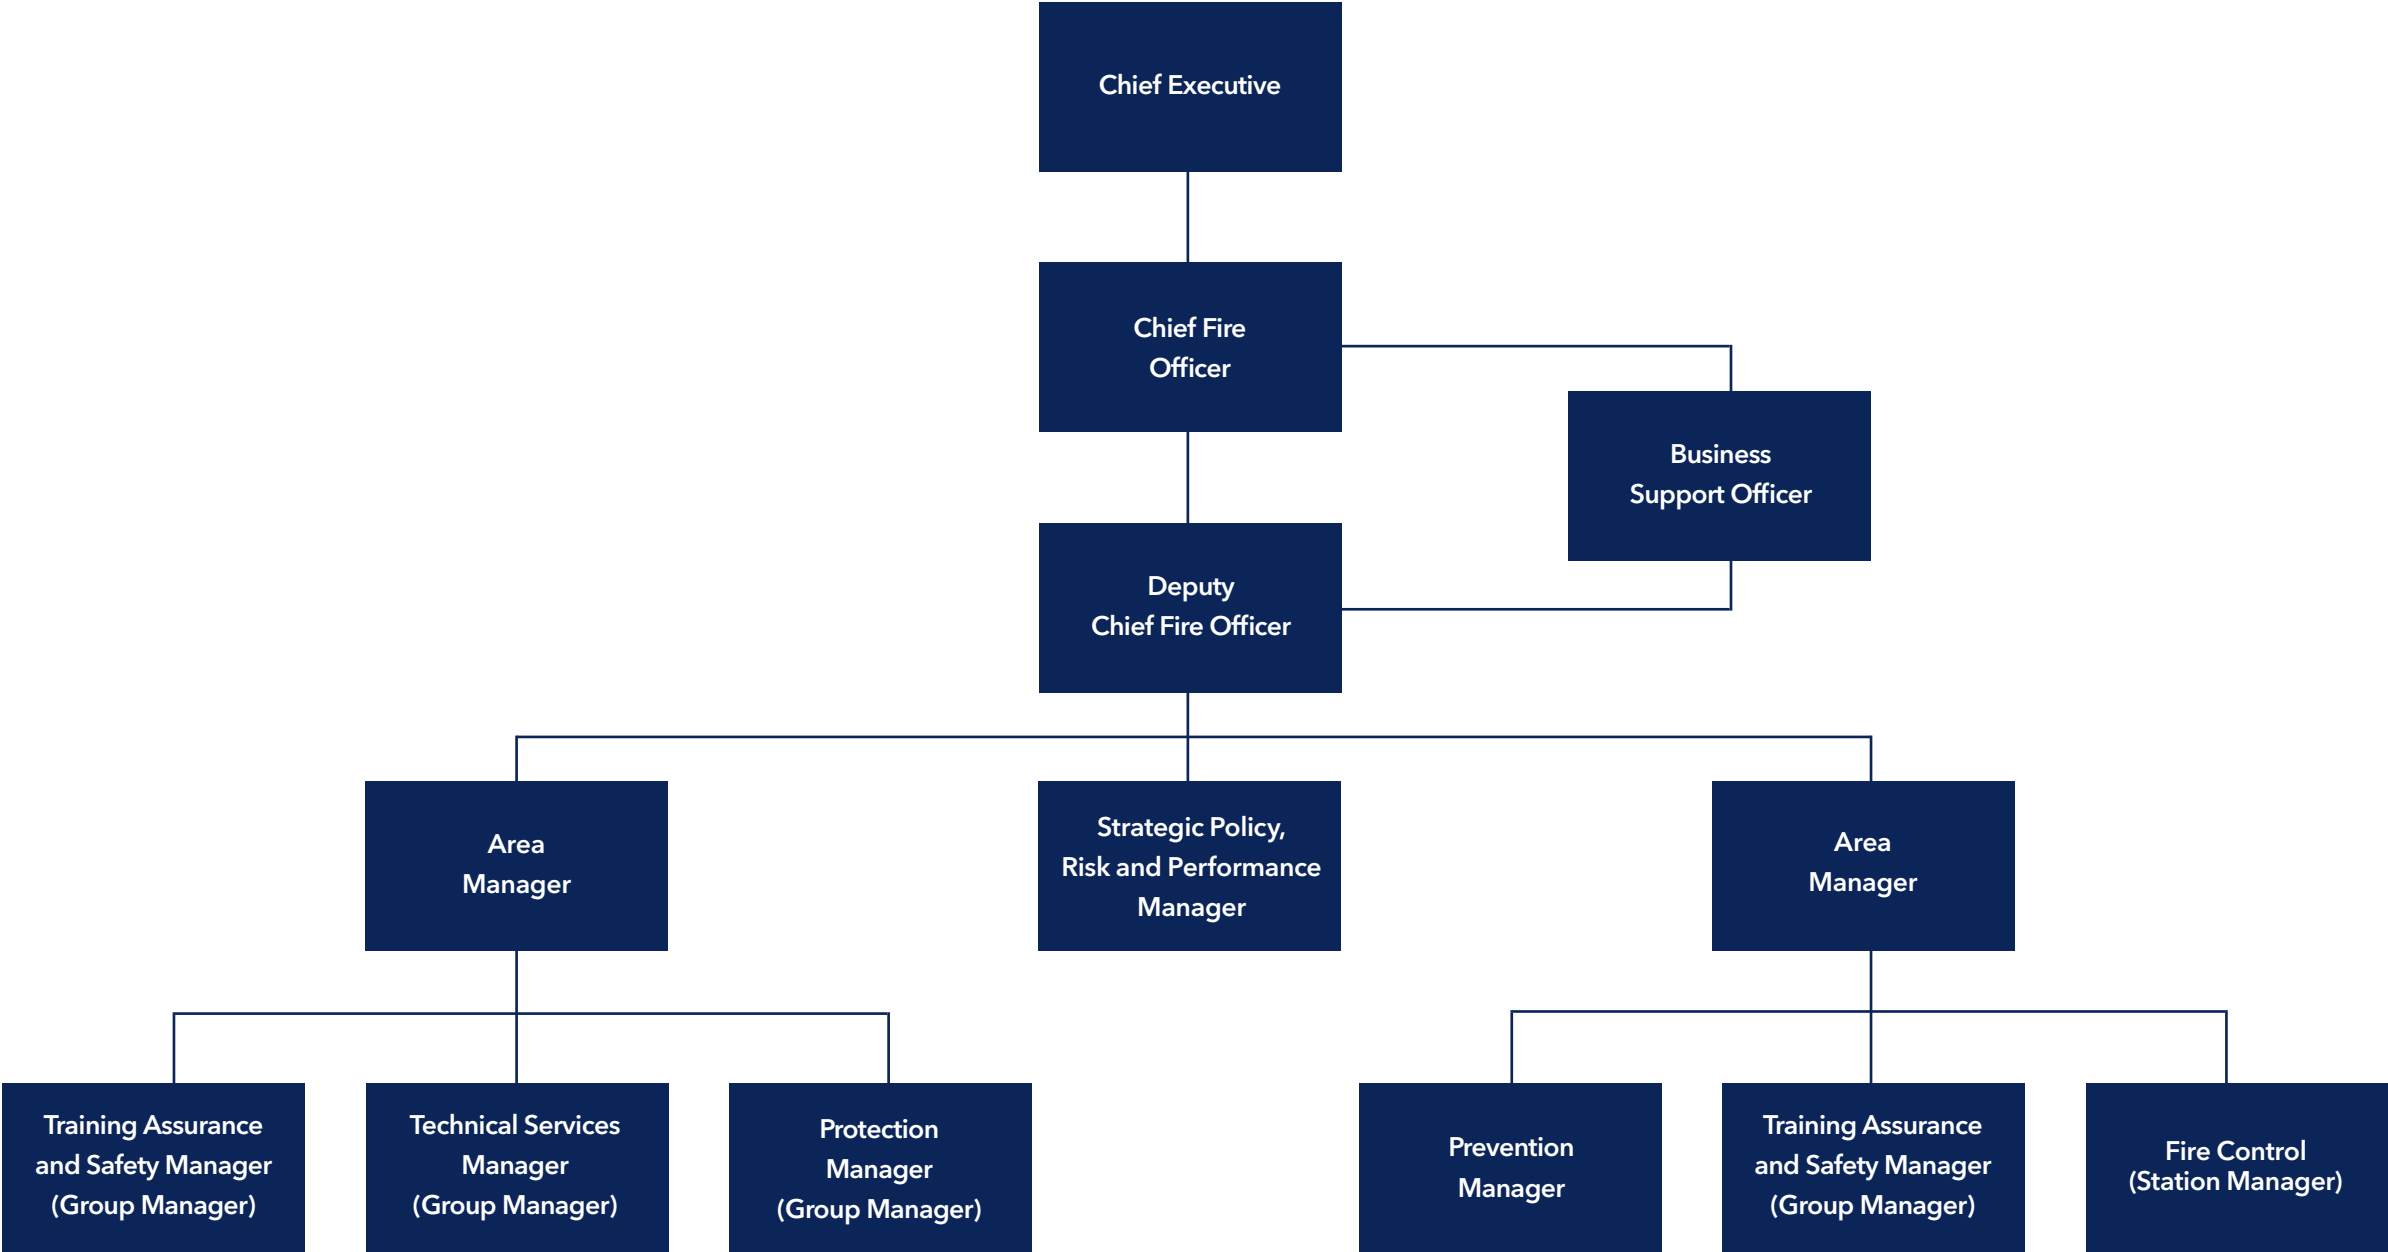 Chief Executive
Chief Fire
Officer
Business
Support Officer
Deputy
Chief Fire Officer
Area
Manager
Strategic Policy,
Risk and Performance
Manager
Area
Manager
Training Assurance
and Safety Manager
(Group Manager)
Technical Services
Manager
(Group Manager)
Protection
Manager
(Group Manager)
Prevention
Manager
Training Assurance
and Safety Manager
(Group Manager)
Fire Control
(Station Manager)